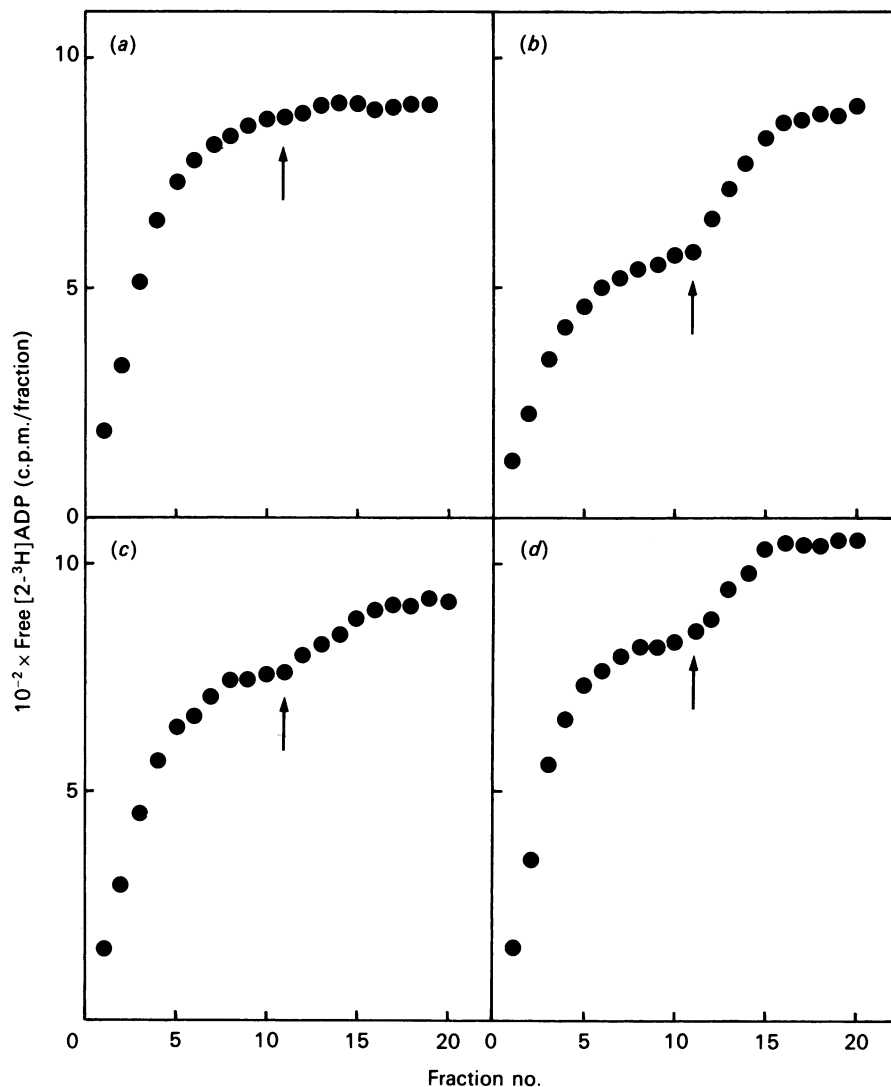 (a)
(b)
10
5
0
(c)
(d)
10
5
0 5 10 15 20 0 5 10 15 20
Fraction no.
10⁻² × Free [2-³H]ADP (c.p.m./fraction)